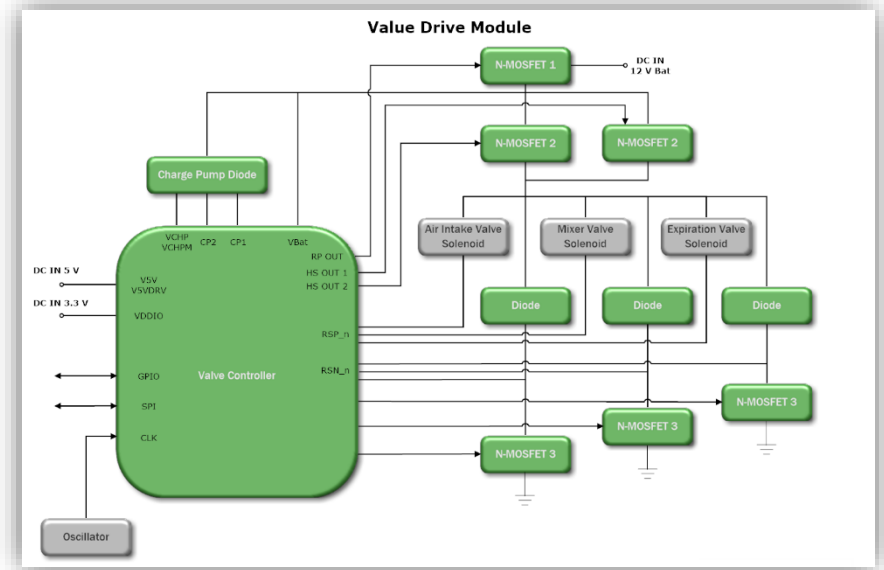 Value Drive Module
N-MOSFET 1
DC IN
12 V Bat
N-MOSFET 2
N-MOSFET 2
Charge Pump Diode
VCHP
VCHPM
CP2
CP1
VBat
RP OUT
HS OUT 1
HS OUT 2
Air Intake Valve
Solenoid
Mixer Valve
Solenoid
Expiration Valve
Solenoid
DC IN 5 V
V5V
VSVDRV
DC IN 3.3 V
VDDIO
Diode
Diode
Diode
RSP_n
RSN_n
GPIO
Valve Controller
SPI
CLK
N-MOSFET 3
N-MOSFET 3
N-MOSFET 3
Oscillator